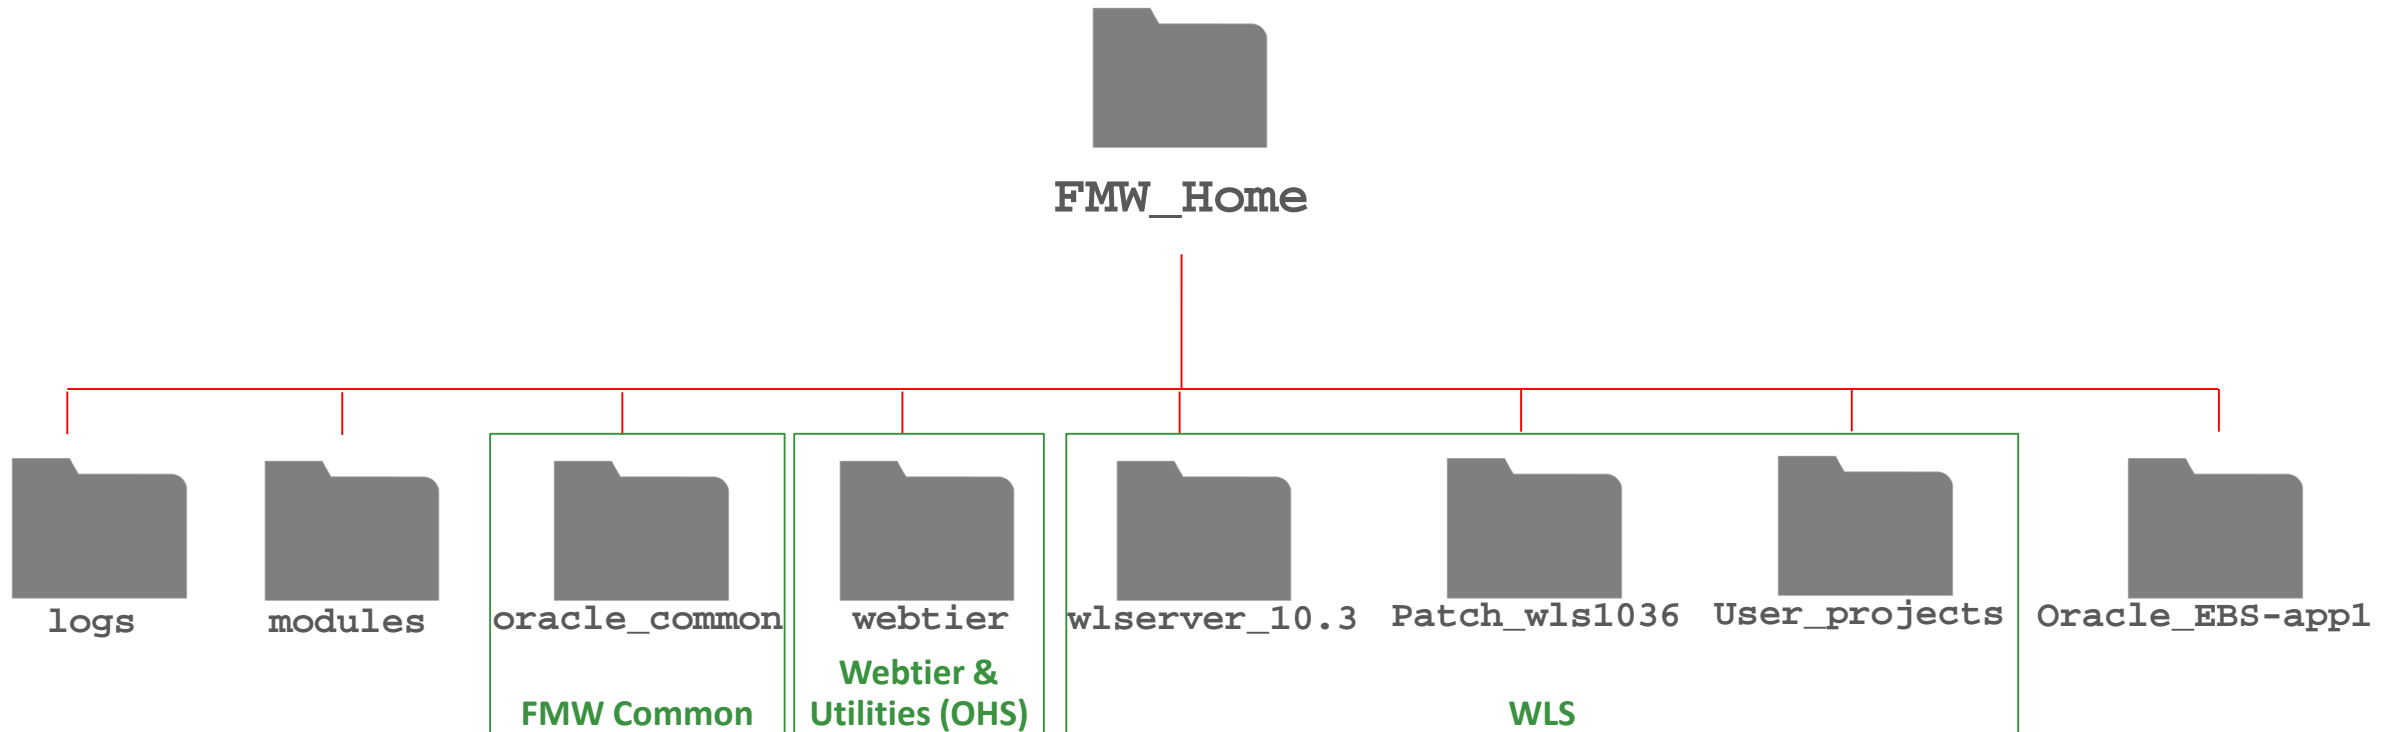 FMW_Home
logs
modules
oracle_common
webtier
wlserver_10.3
Patch_wls1036
User_projects
Oracle_EBS-app1
FMW Common
Webtier &
Utilities (OHS)
WLS